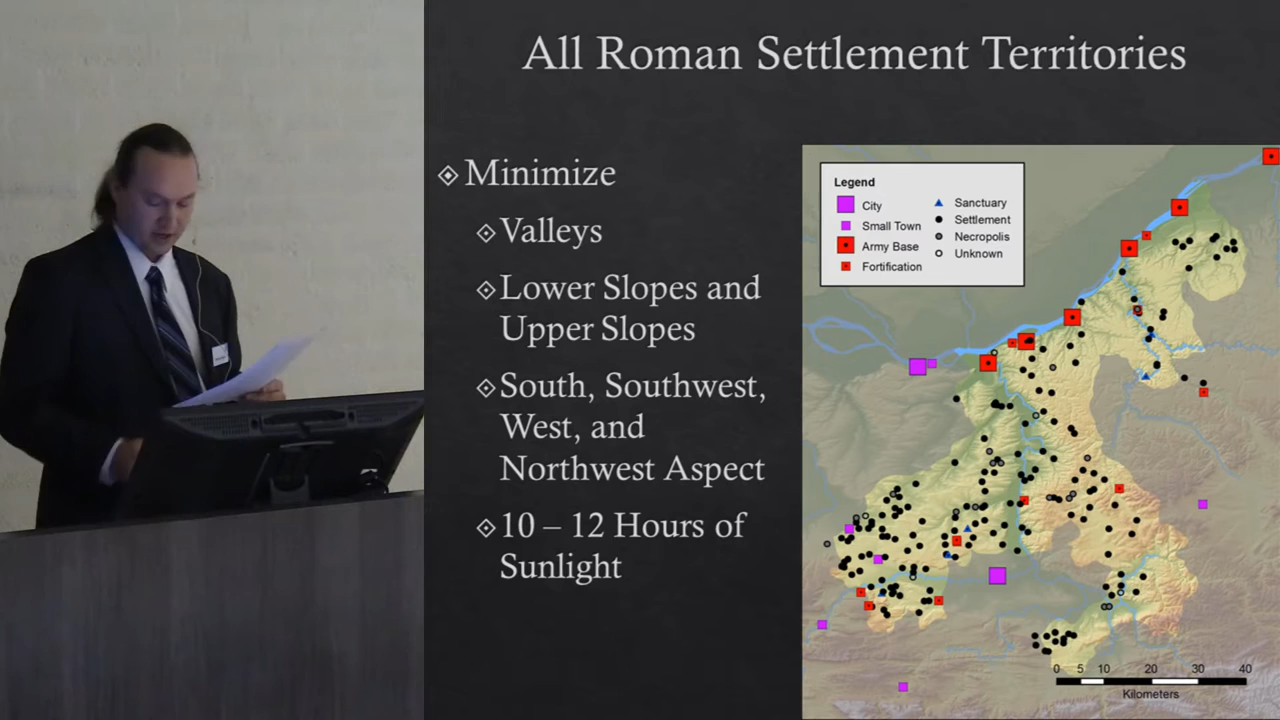 All Roman Settlement Territories
Minimize
Valleys
Lower Slopes and
Upper Slopes
South, Southwest,
West, and
Northwest Aspect
10 – 12 Hours of
Sunlight
Legend
City
Small Town
Army Base
Fortification
Sanctuary
Settlement
Necropolis
Unknown
0 5 10 20 30 40
Kilometers